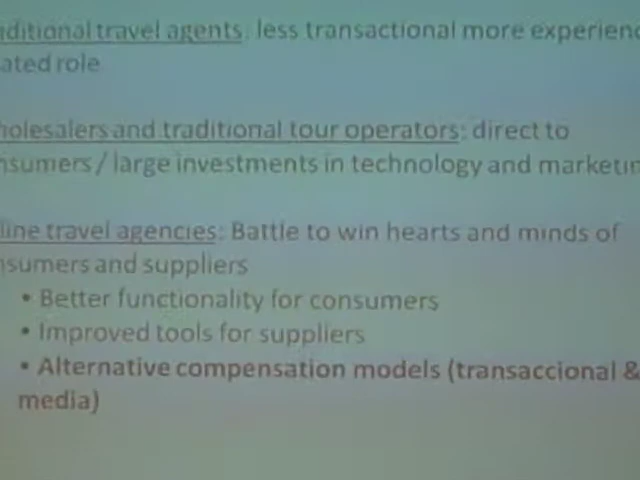 ditional travel agents: less transactional more experienc
ated role
holesalers and traditional tour operators: direct to
nsumers / large investments in technology and marketin
line travel agencies: Battle to win hearts and minds of
nsumers and suppliers
• Better functionality for consumers
• Improved tools for suppliers
• Alternative compensation models (transaccional &
media)